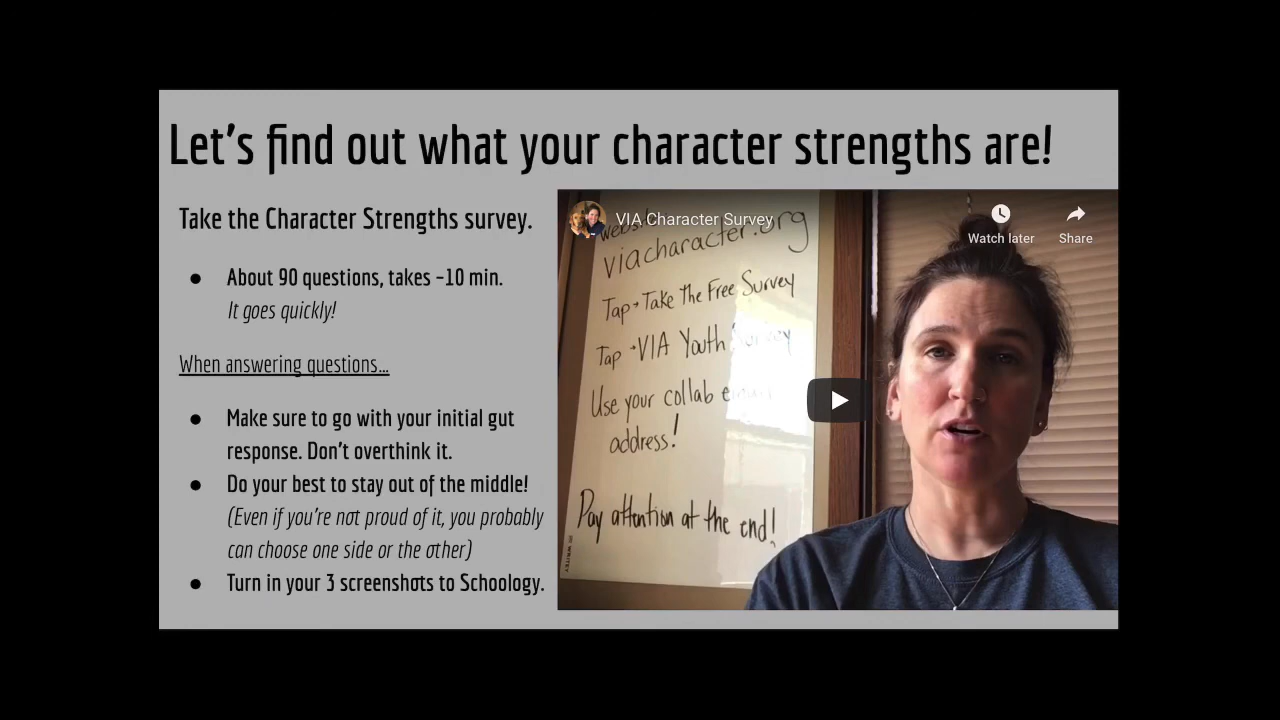 Let's find out what your character strengths are!
Take the Character Strengths survey.
● About 90 questions, takes ~10 min.
It goes quickly!
When answering questions...
● Make sure to go with your initial gut
response. Don't overthink it.
● Do your best to stay out of the middle!
(Even if you're not proud of it, you probably
can choose one side or the other)
● Turn in your 3 screenshots to Schoology.
VIA Character Survey
Watch later
Share
viacharacter.org
Tap → Take The Free Survey
Tap → VIA Youth Survey
Use your collab email
address!
Pay attention at the end!